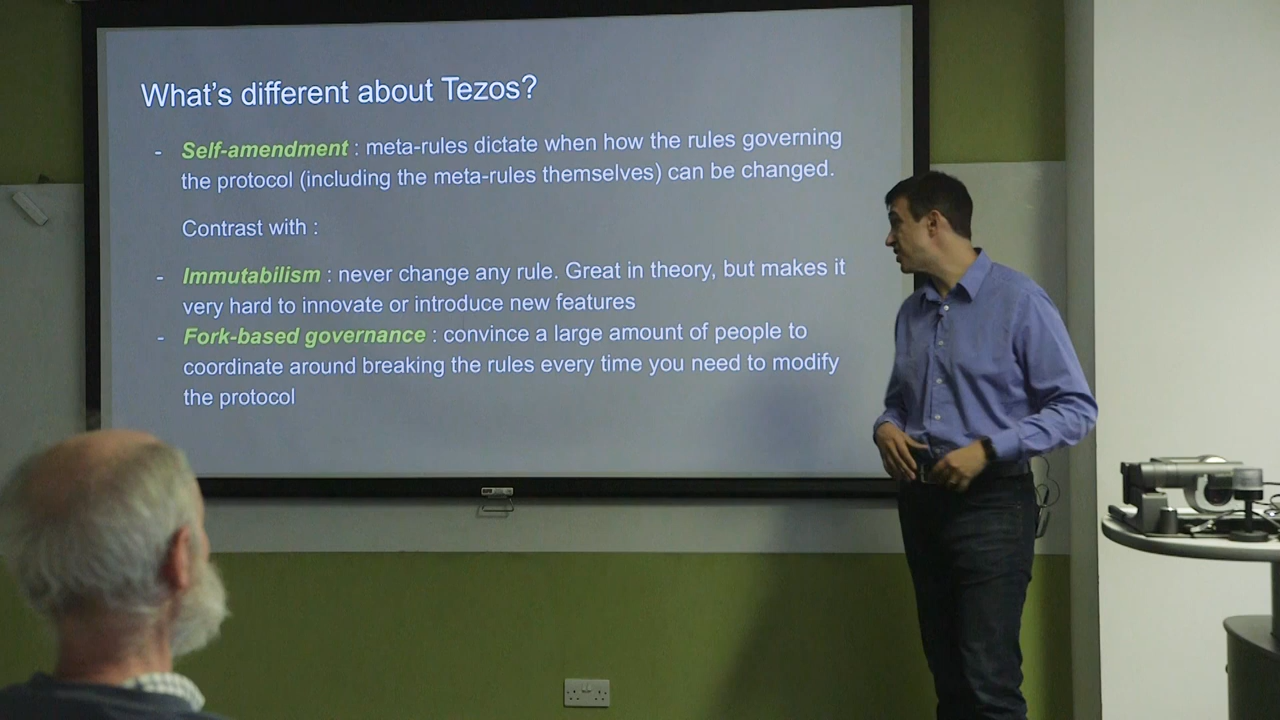 What's different about Tezos?
- Self-amendment : meta-rules dictate when how the rules governing
the protocol (including the meta-rules themselves) can be changed.
Contrast with :
- Immutabilism : never change any rule. Great in theory, but makes it
very hard to innovate or introduce new features
- Fork-based governance : convince a large amount of people to
coordinate around breaking the rules every time you need to modify
the protocol